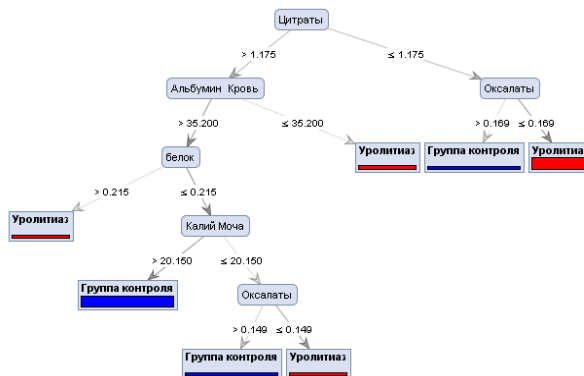 Цитраты
> 1.175
≤ 1.175
Альбумин Кровь
Оксалаты
> 35.200
≤ 35.200
> 0.169
≤ 0.169
белок
Уролитиаз
Группа контроля
Уролитиаз
> 0.215
≤ 0.215
Уролитиаз
Калий Моча
> 20.150
≤ 20.150
Группа контроля
Оксалаты
> 0.149
≤ 0.149
Группа контроля
Уролитиаз